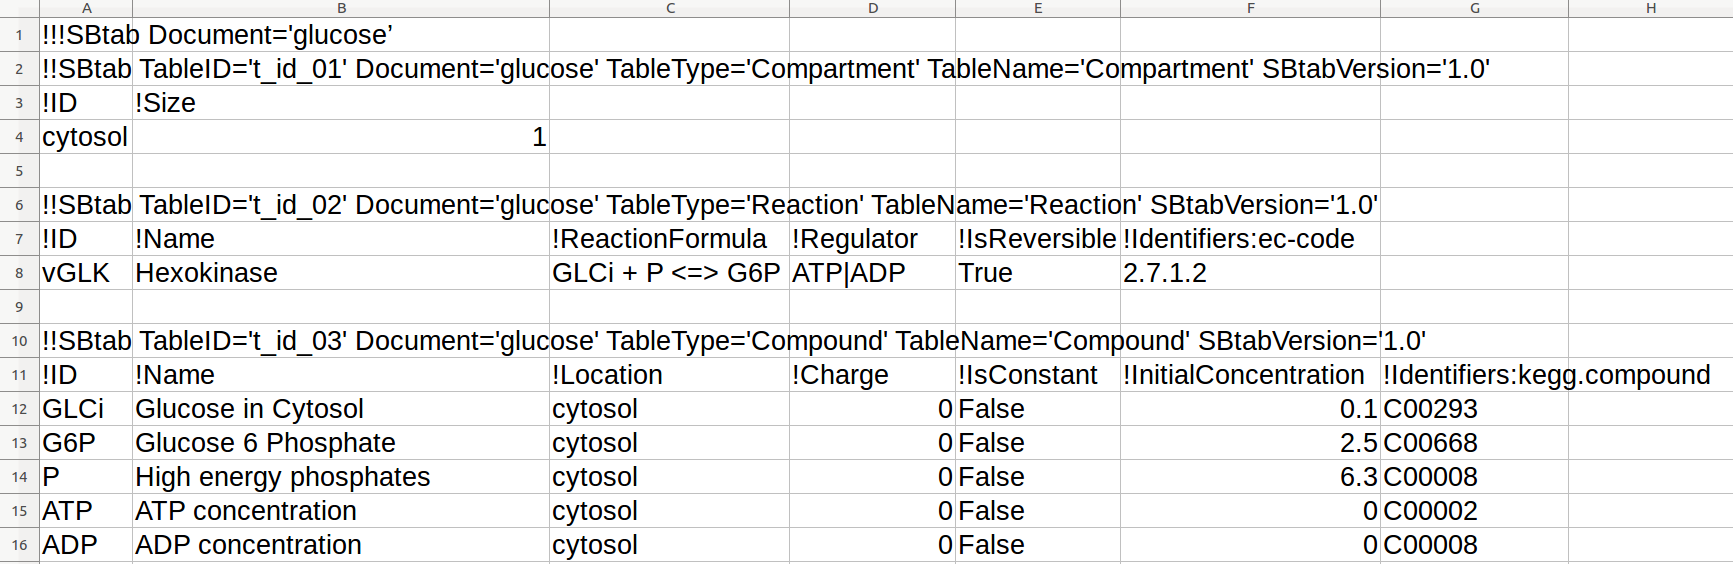 A B C D E F G H
1 !!!SBtab Document='glucose’
2 !!SBtab TableID='t_id_01' Document='glucose' TableType='Compartment' TableName='Compartment' SBtabVersion='1.0'
3 !ID !Size
4 cytosol 1
5
6 !!SBtab TableID='t_id_02' Document='glucose' TableType='Reaction' TableName='Reaction' SBtabVersion='1.0'
7 !ID !Name !ReactionFormula !Regulator !IsReversible !Identifiers:ec-code
8 vGLK Hexokinase GLCi + P <=> G6P ATP|ADP True 2.7.1.2
9
10 !!SBtab TableID='t_id_03' Document='glucose' TableType='Compound' TableName='Compound' SBtabVersion='1.0'
11 !ID !Name !Location !Charge !IsConstant !InitialConcentration !Identifiers:kegg.compound
12 GLCi Glucose in Cytosol cytosol 0 False 0.1 C00293
13 G6P Glucose 6 Phosphate cytosol 0 False 2.5 C00668
14 P High energy phosphates cytosol 0 False 6.3 C00008
15 ATP ATP concentration cytosol 0 False 0 C00002
16 ADP ADP concentration cytosol 0 False 0 C00008